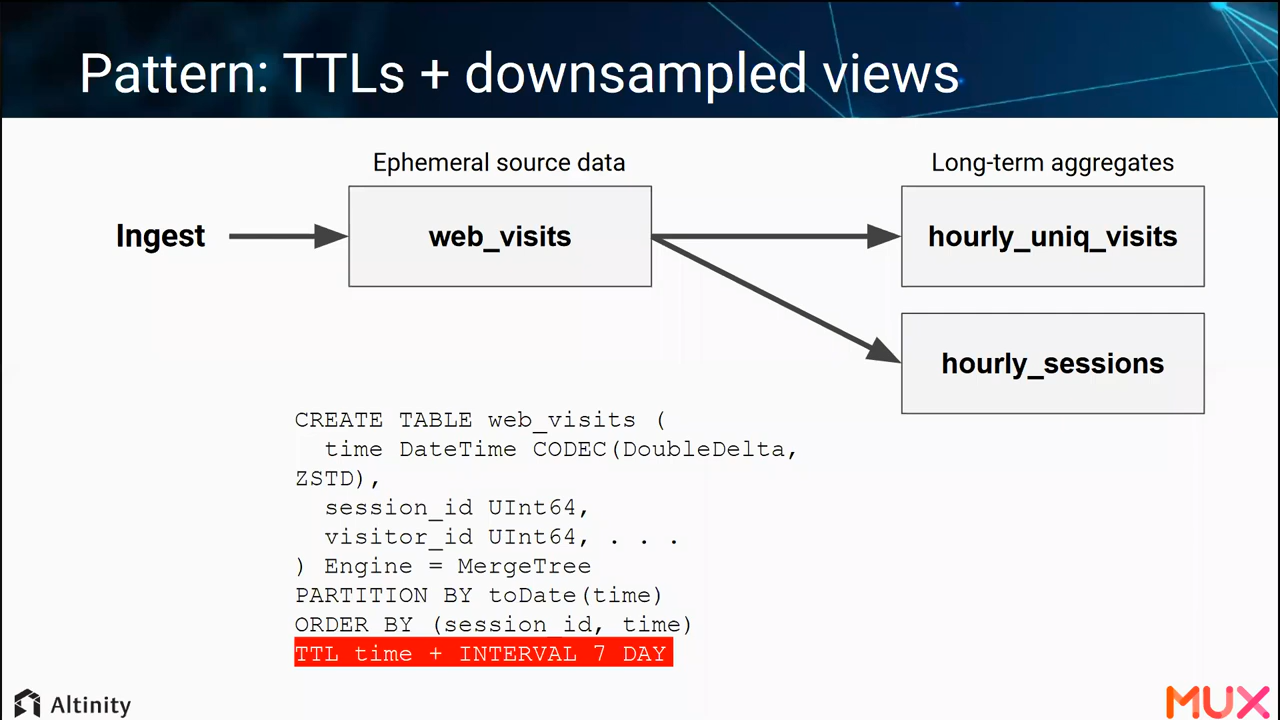 Pattern: TTLs + downsampled views
Ephemeral source data
Long-term aggregates
Ingest
web_visits
hourly_uniq_visits
hourly_sessions
CREATE TABLE web_visits (
time DateTime CODEC(DoubleDelta,
ZSTD),
session_id UInt64,
visitor_id UInt64, . . .
) Engine = MergeTree
PARTITION BY toDate(time)
ORDER BY (session_id, time)
TTL time + INTERVAL 7 DAY
Altinity
MUX